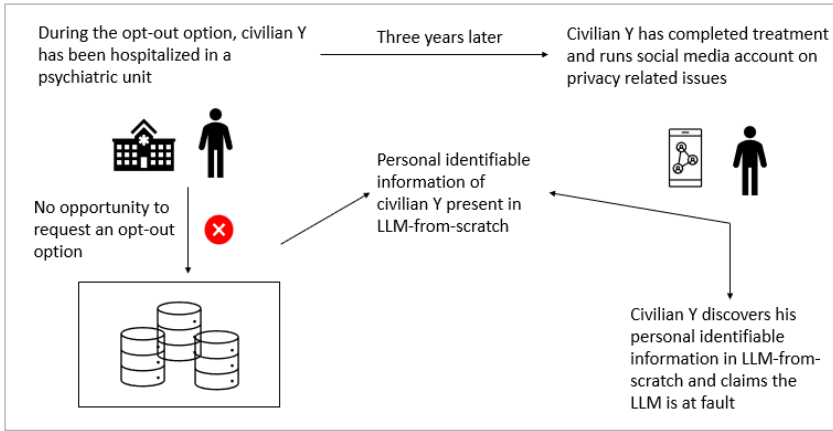 During the opt-out option, civilian Y
has been hospitalized in a
psychiatric unit
Three years later
Civilian Y has completed treatment
and runs social media account on
privacy related issues
No opportunity to
request an opt-out
option
Personal identifiable
information of
civilian Y present in
LLM-from-scratch
Civilian Y discovers his
personal identifiable
information in LLM-from-
scratch and claims the
LLM is at fault